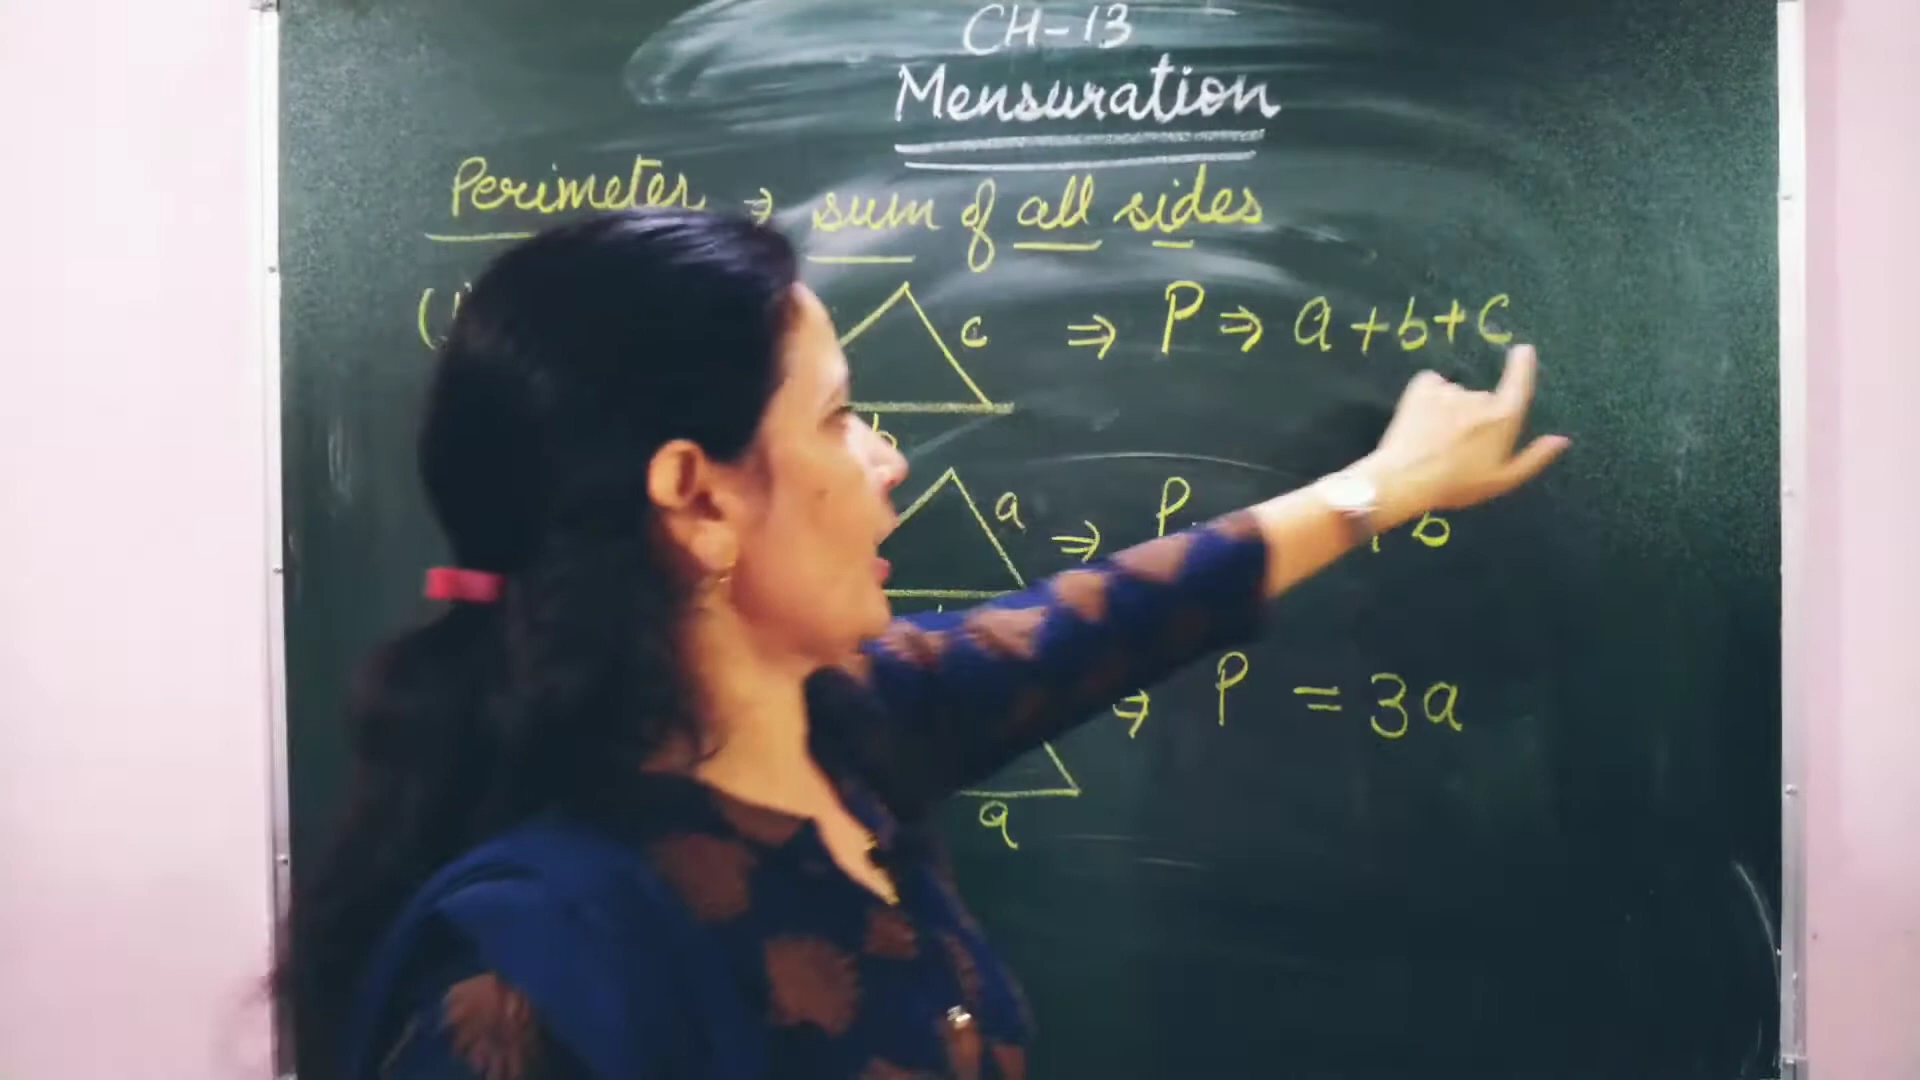 CH-13
Mensuration
Perimeter ⇒ sum of all sides
c ⇒ P ⇒ a+b+c
b
a ⇒ P + b
⇒ P = 3a
a